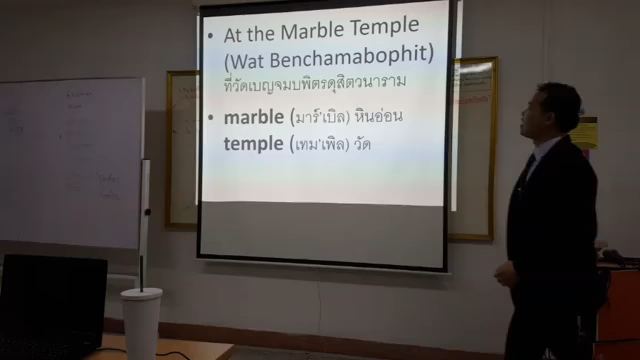 • At the Marble Temple
(Wat Benchamabophit)
ที่วัดเบญจมบพิตรดุสิตวนาราม
• marble (มาร์'เบิล) หินอ่อน
temple (เทม'เพิล) วัด